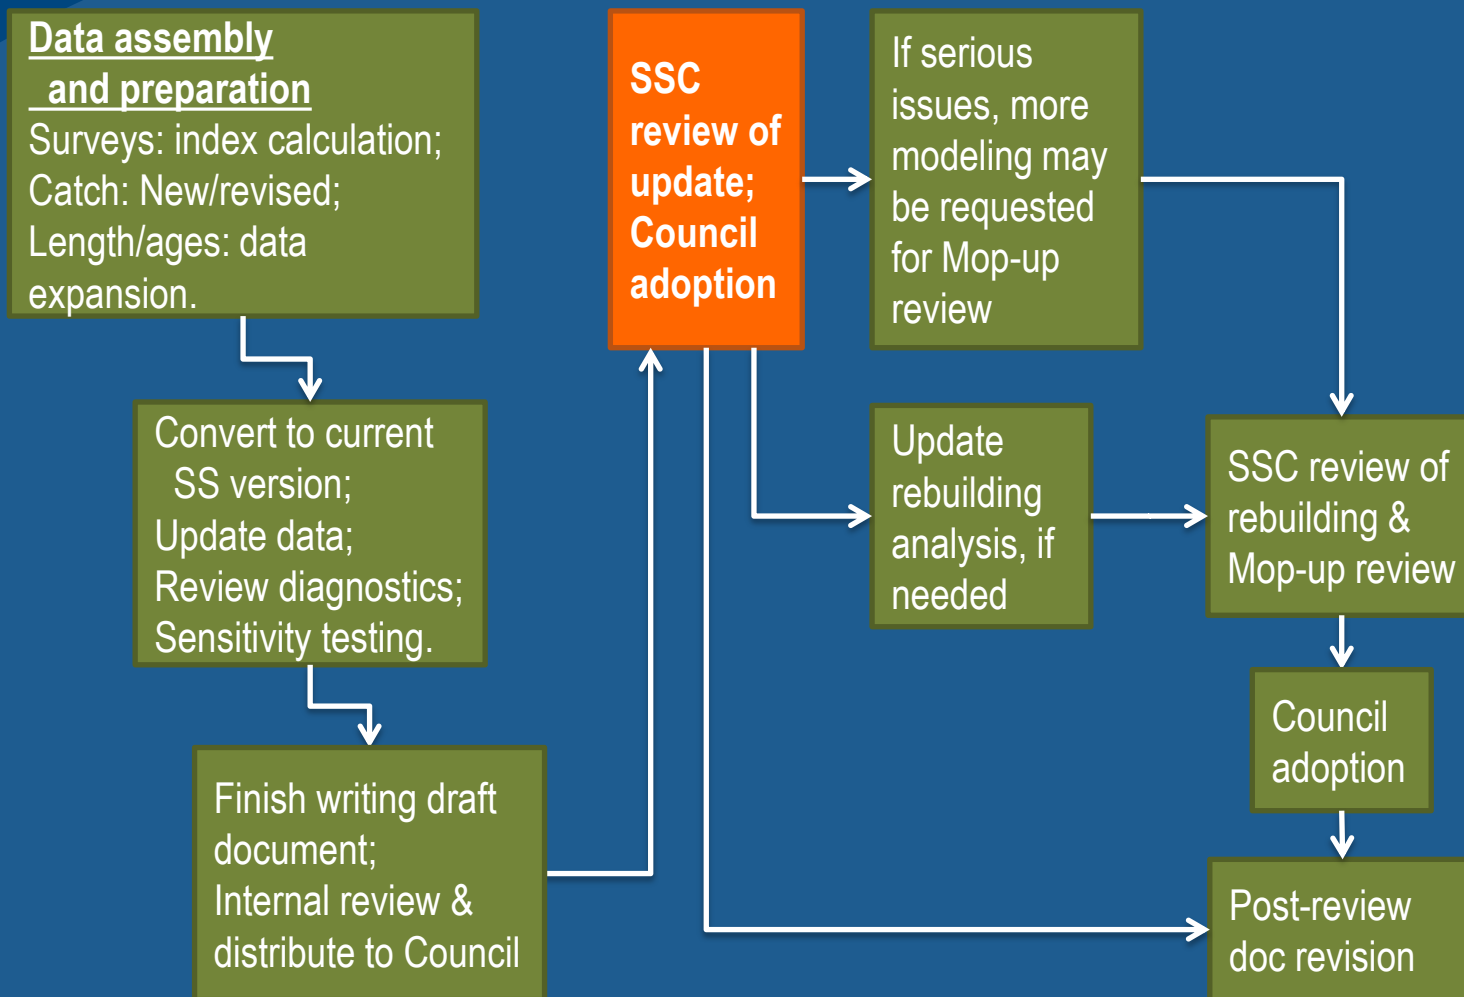 Data assembly
and preparation
Surveys: index calculation;
Catch: New/revised;
Length/ages: data
expansion.
Convert to current
SS version;
Update data;
Review diagnostics;
Sensitivity testing.
Finish writing draft
document;
Internal review &
distribute to Council
SSC
review of
update;
Council
adoption
If serious
issues, more
modeling may
be requested
for Mop-up
review
Update
rebuilding
analysis, if
needed
SSC review of
rebuilding &
Mop-up review
Council
adoption
Post-review
doc revision